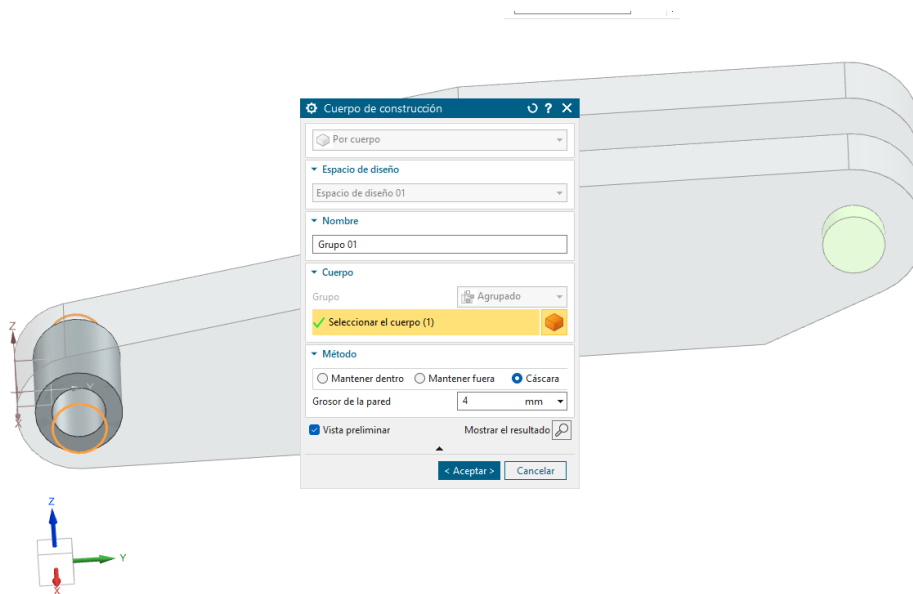 Cuerpo de construcción ?
Por cuerpo
Espacio de diseño
Espacio de diseño 01
Nombre
Grupo 01
Cuerpo
Grupo Agrupado
Seleccionar el cuerpo (1)
Método
Mantener dentro Mantener fuera Cáscara
Grosor de la pared 4 mm
Vista preliminar Mostrar el resultado
< Aceptar > Cancelar
Z
Y
X
Z
Y
X